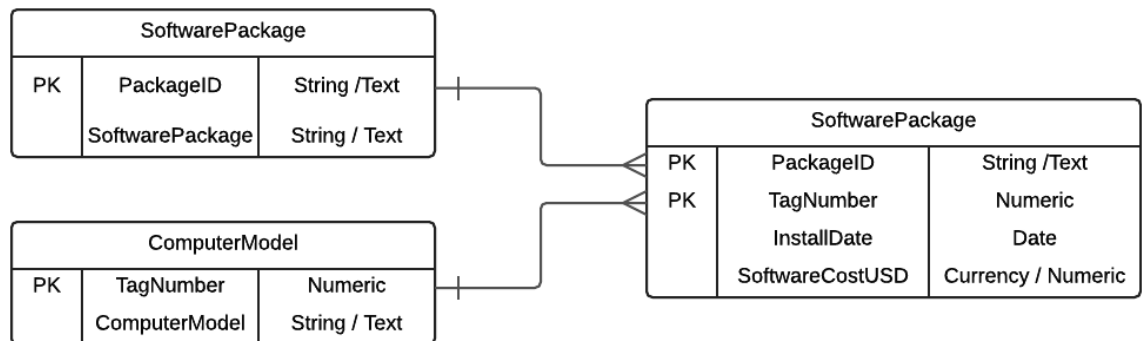 SoftwarePackage
PK PackageID String /Text
SoftwarePackage String / Text
ComputerModel
PK TagNumber Numeric
ComputerModel String / Text
SoftwarePackage
PK PackageID String /Text
PK TagNumber Numeric
InstallDate Date
SoftwareCostUSD Currency / Numeric